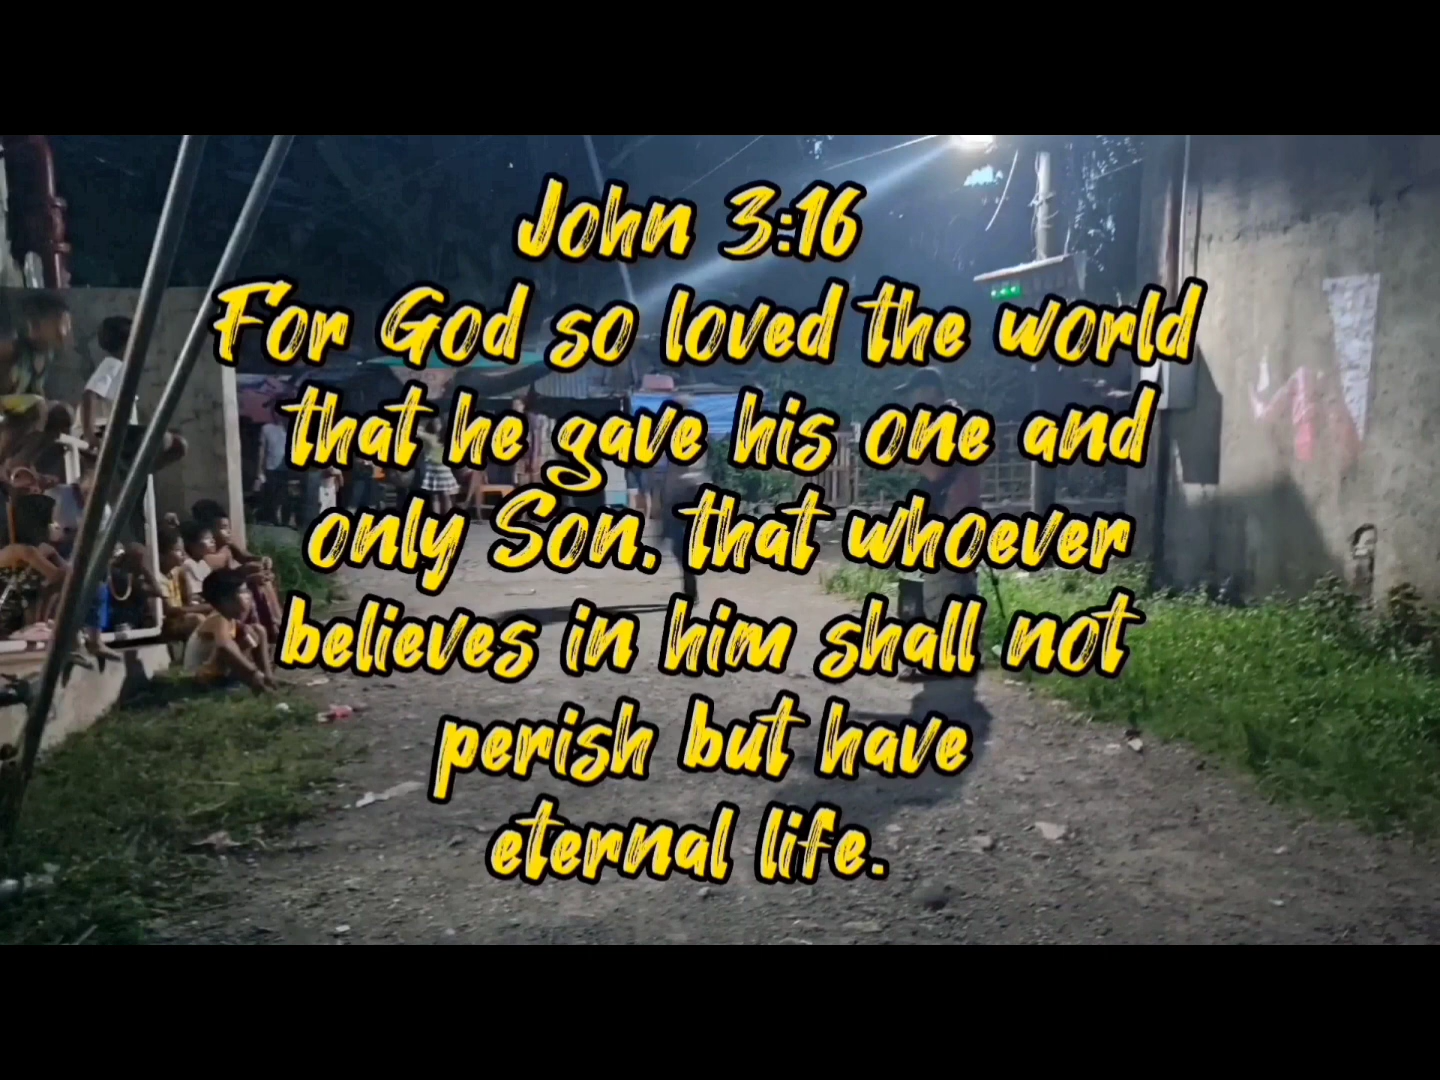 John 3:16
For God so loved the world
that he gave his one and
only Son, that whoever
believes in him shall not
perish but have
eternal life.